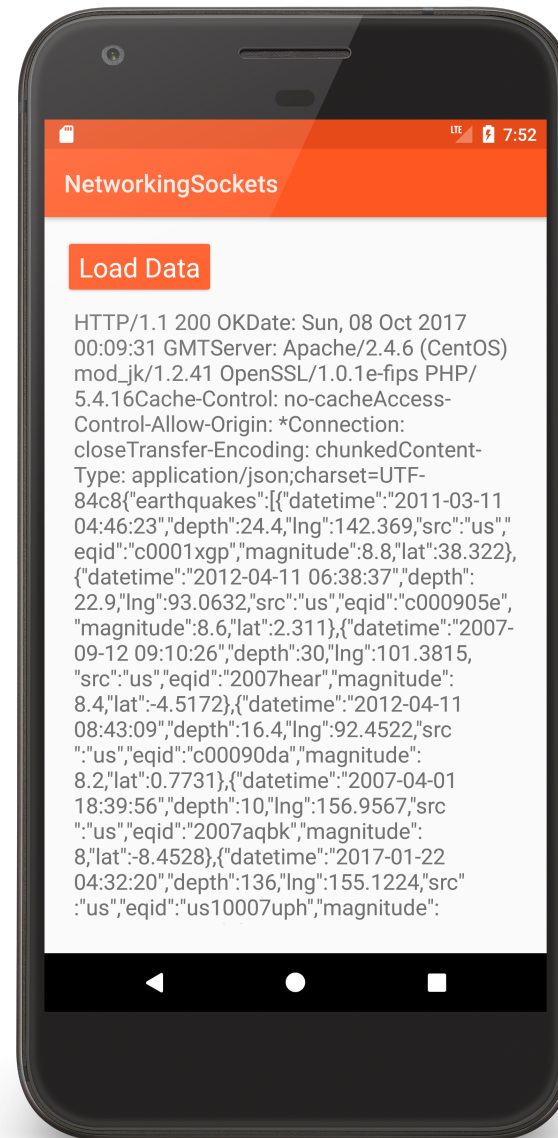 LTE 7:52
NetworkingSockets
Load Data
HTTP/1.1 200 OKDate: Sun, 08 Oct 2017
00:09:31 GMTServer: Apache/2.4.6 (CentOS)
mod_jk/1.2.41 OpenSSL/1.0.1e-fips PHP/
5.4.16Cache-Control: no-cacheAccess-
Control-Allow-Origin: *Connection:
closeTransfer-Encoding: chunkedContent-
Type: application/json;charset=UTF-
84c8{"earthquakes":[{"datetime":"2011-03-11
04:46:23","depth":24.4,"lng":142.369,"src":"us","
eqid":"c0001xgp","magnitude":8.8,"lat":38.322},
{"datetime":"2012-04-11 06:38:37","depth":
22.9,"lng":93.0632,"src":"us","eqid":"c000905e",
"magnitude":8.6,"lat":2.311},{"datetime":"2007-
09-12 09:10:26","depth":30,"lng":101.3815,
"src":"us","eqid":"2007hear","magnitude":
8.4,"lat":-4.5172},{"datetime":"2012-04-11
08:43:09","depth":16.4,"lng":92.4522,"src
":"us","eqid":"c00090da","magnitude":
8.2,"lat":0.7731},{"datetime":"2007-04-01
18:39:56","depth":10,"lng":156.9567,"src
":"us","eqid":"2007aqbk","magnitude":
8,"lat":-8.4528},{"datetime":"2017-01-22
04:32:20","depth":136,"lng":155.1224,"src"
:"us","eqid":"us10007uph","magnitude":